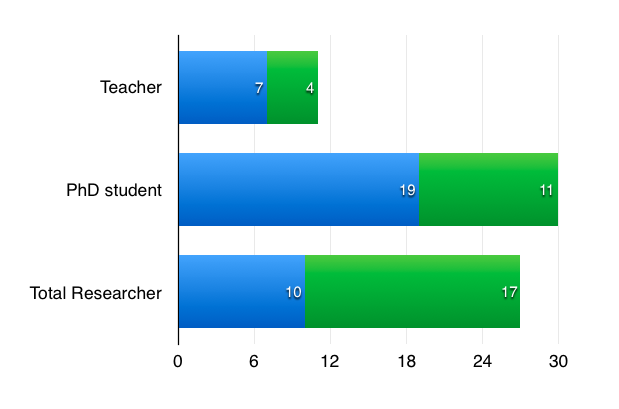 Teacher 7 4
PhD student 19 11
Total Researcher 10 17
0 6 12 18 24 30